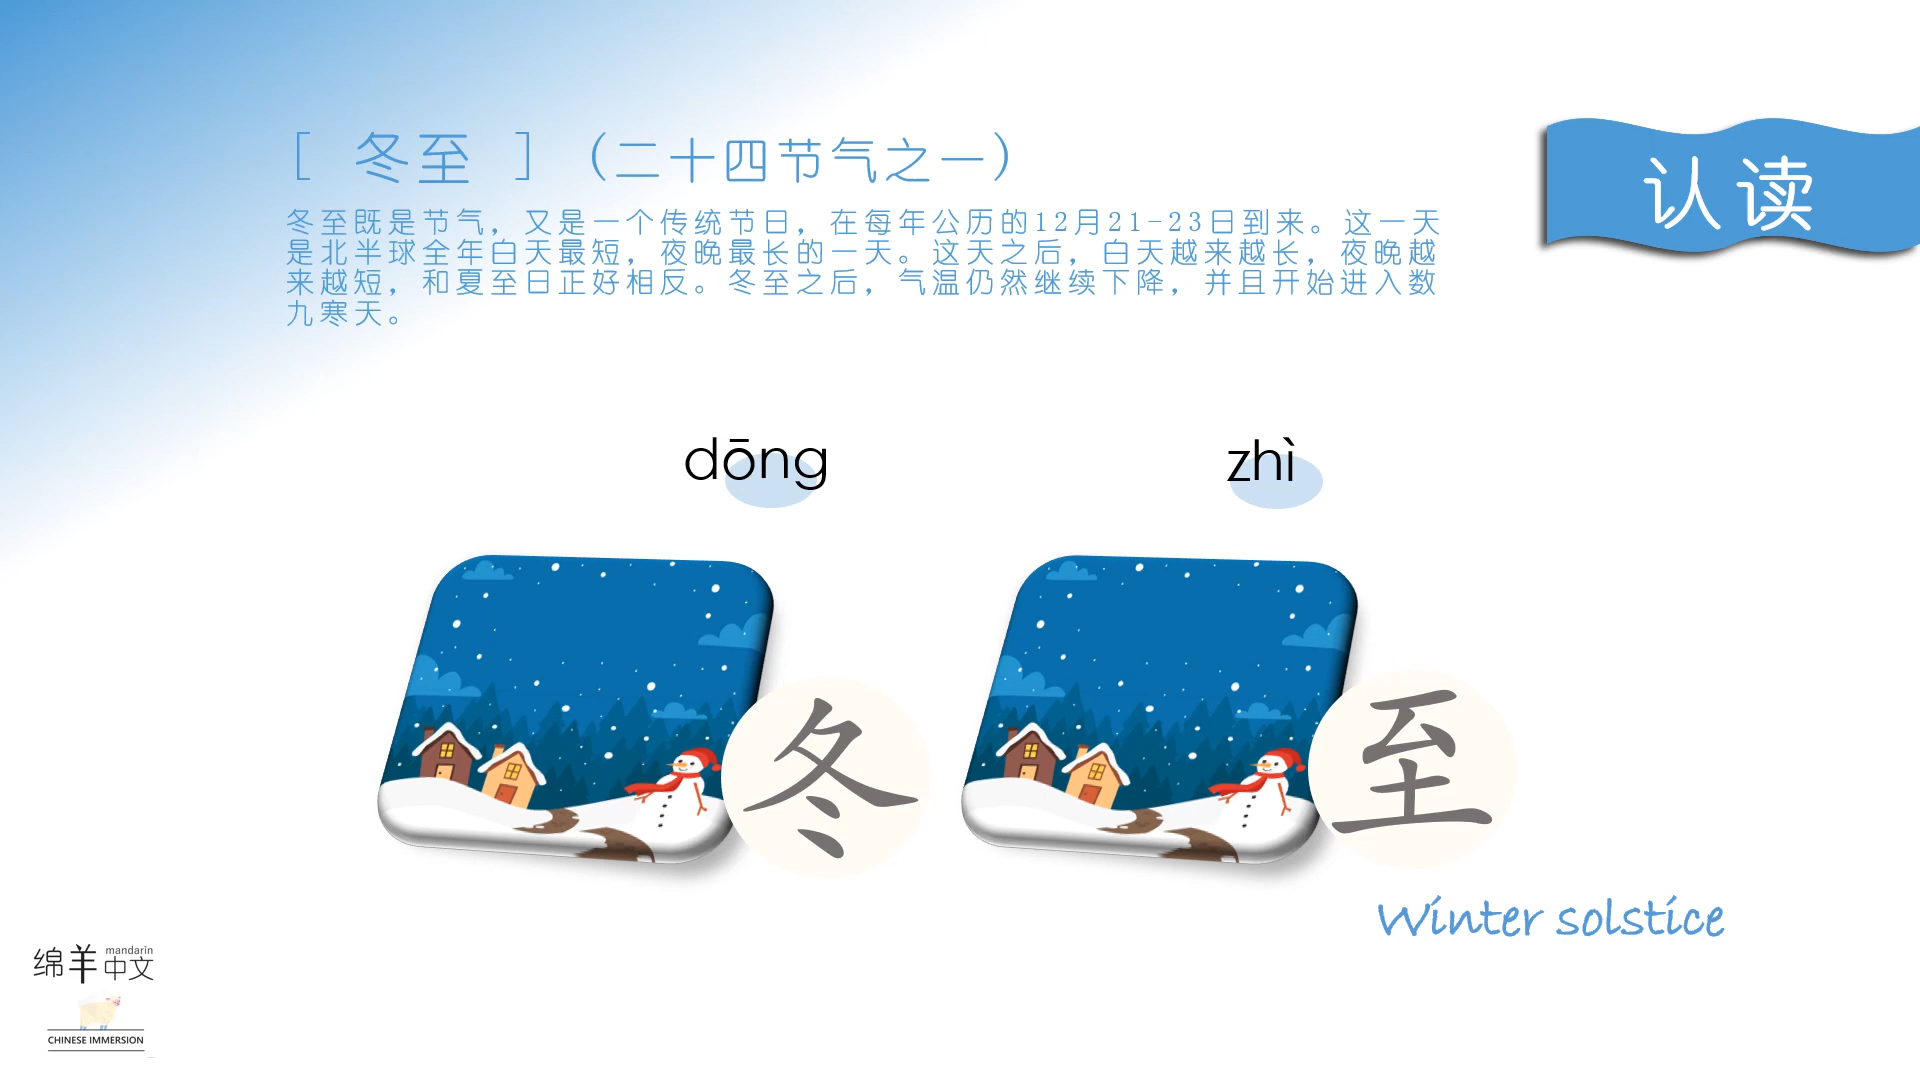 [ 冬至 ]（二十四节气之一）
认读
冬至既是节气，又是一个传统节日，在每年公历的12月21-23日到来。这一天
是北半球全年白天最短，夜晚最长的一天。这天之后，白天越来越长，夜晚越
来越短，和夏至日正好相反。冬至之后，气温仍然继续下降，并且开始进入数
九寒天。
dōng
zhì
冬
至
Winter solstice
绵羊中文
mandarin
CHINESE IMMERSION